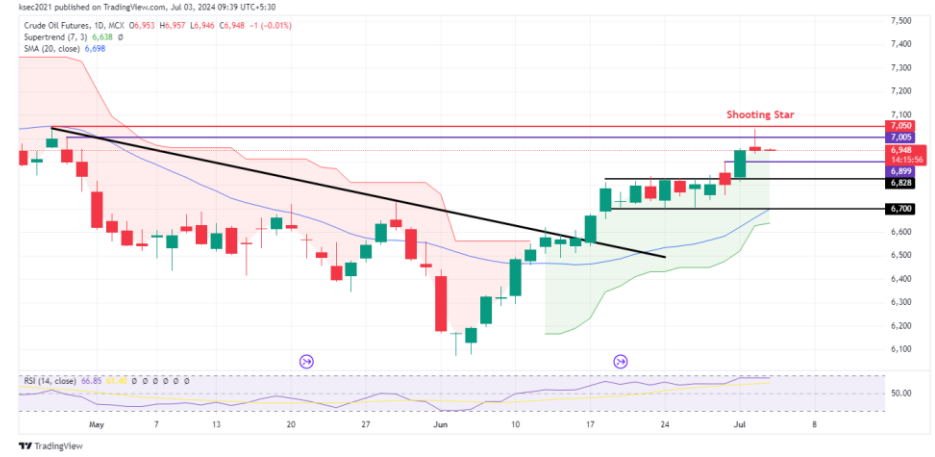 ksec2021 published on TradingView.com, Jul 03, 2024 09:39 UTC+5:30
Crude Oil Futures, 1D, MCX O6,953 H6,957 L6,946 C6,948 −1 (−0.01%)
Supertrend (7, 3) 6,638 ∅
SMA (20, close) 6,698
7,500
7,400
7,300
7,200
7,100
Shooting Star
7,050
7,005
6,948
14:15:56
6,899
6,828
6,700
6,600
6,500
6,400
6,300
6,200
6,100
RSI (14, close) 66.85 61.40 ∅ ∅ ∅ ∅ ∅ ∅
50.00
May 7 13 20 27 Jun 10 17 24 Jul 8
TradingView